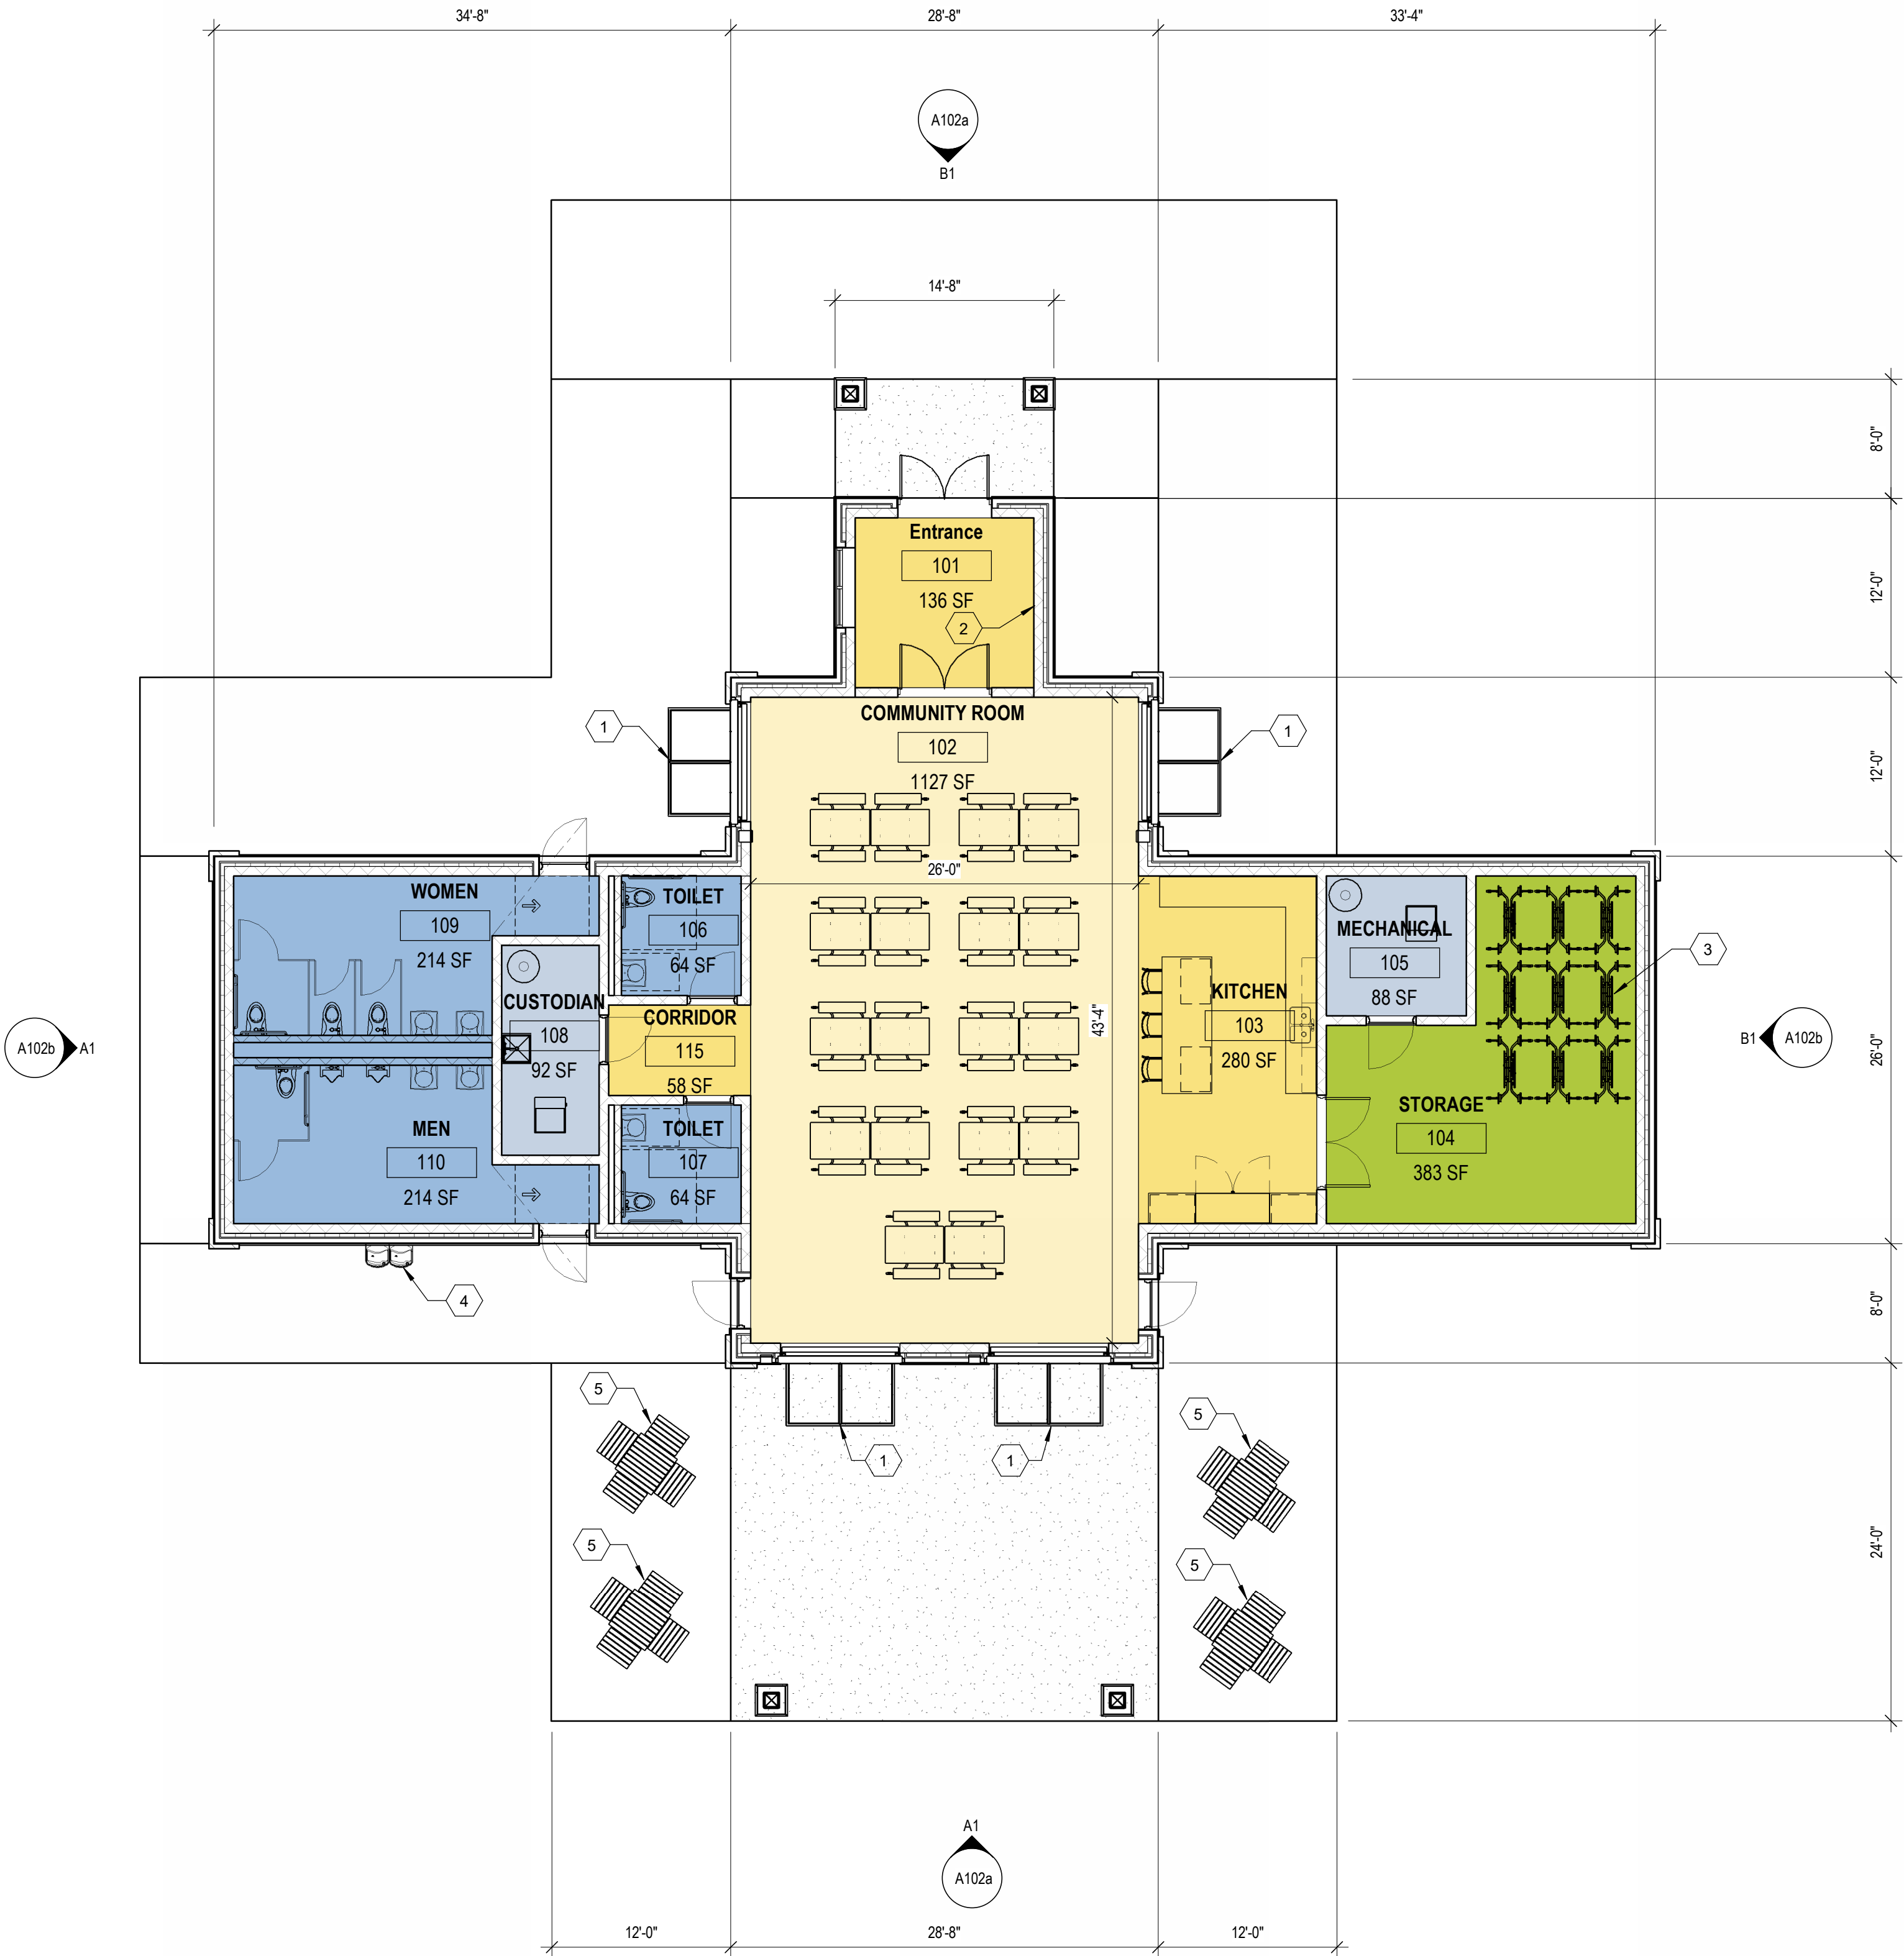 34'-8"
28'-8"
33'-4"
A102a
B1
14'-8"
8'-0"
Entrance
101
136 SF
2
12'-0"
COMMUNITY ROOM
102
1127 SF
1
1
12'-0"
26'-0"
WOMEN
109
214 SF
TOILET
106
64 SF
MECHANICAL
105
88 SF
3
CUSTODIAN
108
92 SF
CORRIDOR
115
58 SF
43'-4"
KITCHEN
103
280 SF
A102b
A1
B1
A102b
26'-0"
MEN
110
214 SF
TOILET
107
64 SF
STORAGE
104
383 SF
4
8'-0"
5
5
1
1
5
5
24'-0"
A1
A102a
12'-0"
28'-8"
12'-0"